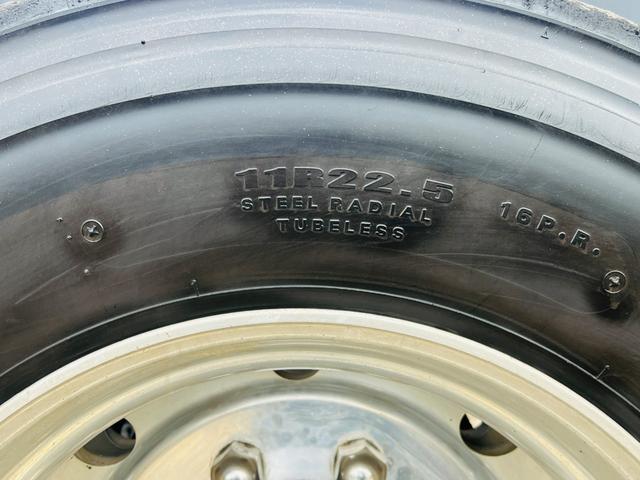 11R22.5
STEEL RADIAL
TUBELESS
16P.R.